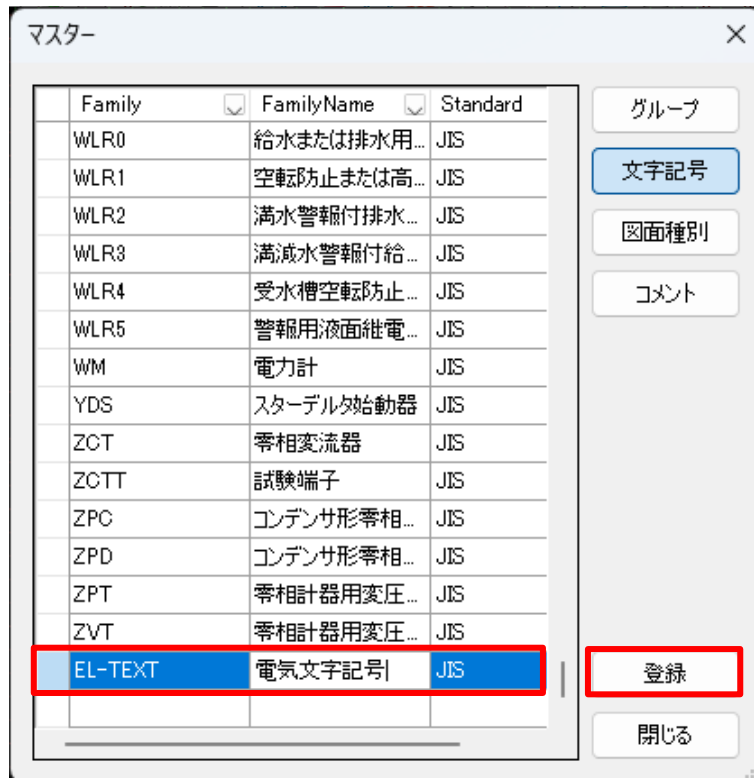 マスター
Family FamilyName Standard
WLR0 給水または排水用... JIS
WLR1 空転防止または高... JIS
WLR2 満水警報付排水... JIS
WLR3 満減水警報付給... JIS
WLR4 受水槽空転防止... JIS
WLR5 警報用液面継電... JIS
WM 電力計 JIS
YDS スターデルタ始動器 JIS
ZCT 零相変流器 JIS
ZCTT 試験端子 JIS
ZPC コンデンサ形零相... JIS
ZPD コンデンサ形零相... JIS
ZPT 零相計器用変圧... JIS
ZVT 零相計器用変圧... JIS
EL-TEXT 電気文字記号 JIS
グループ
文字記号
図面種別
コメント
登録
閉じる